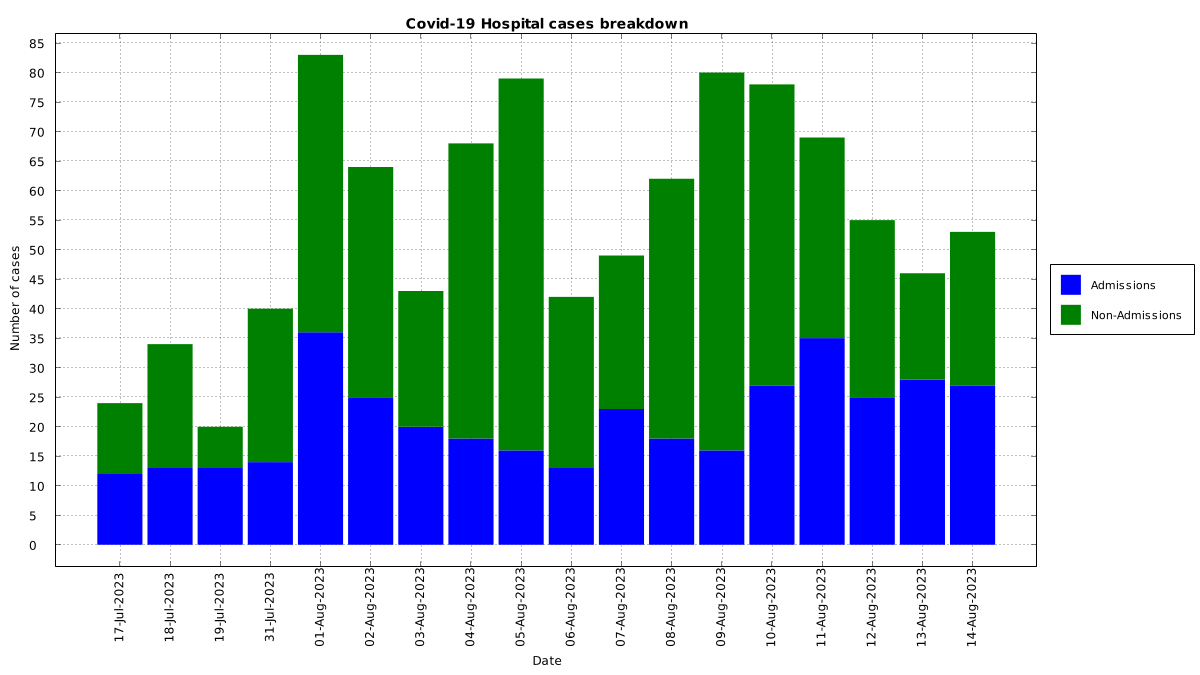 Covid-19 Hospital cases breakdown
85
80
75
70
65
60
55
50
45
40
35
30
25
20
15
10
5
0
Number of cases
Admissions
Non-Admissions
17-Jul-2023
18-Jul-2023
19-Jul-2023
31-Jul-2023
01-Aug-2023
02-Aug-2023
03-Aug-2023
04-Aug-2023
05-Aug-2023
06-Aug-2023
07-Aug-2023
08-Aug-2023
09-Aug-2023
10-Aug-2023
11-Aug-2023
12-Aug-2023
13-Aug-2023
14-Aug-2023
Date